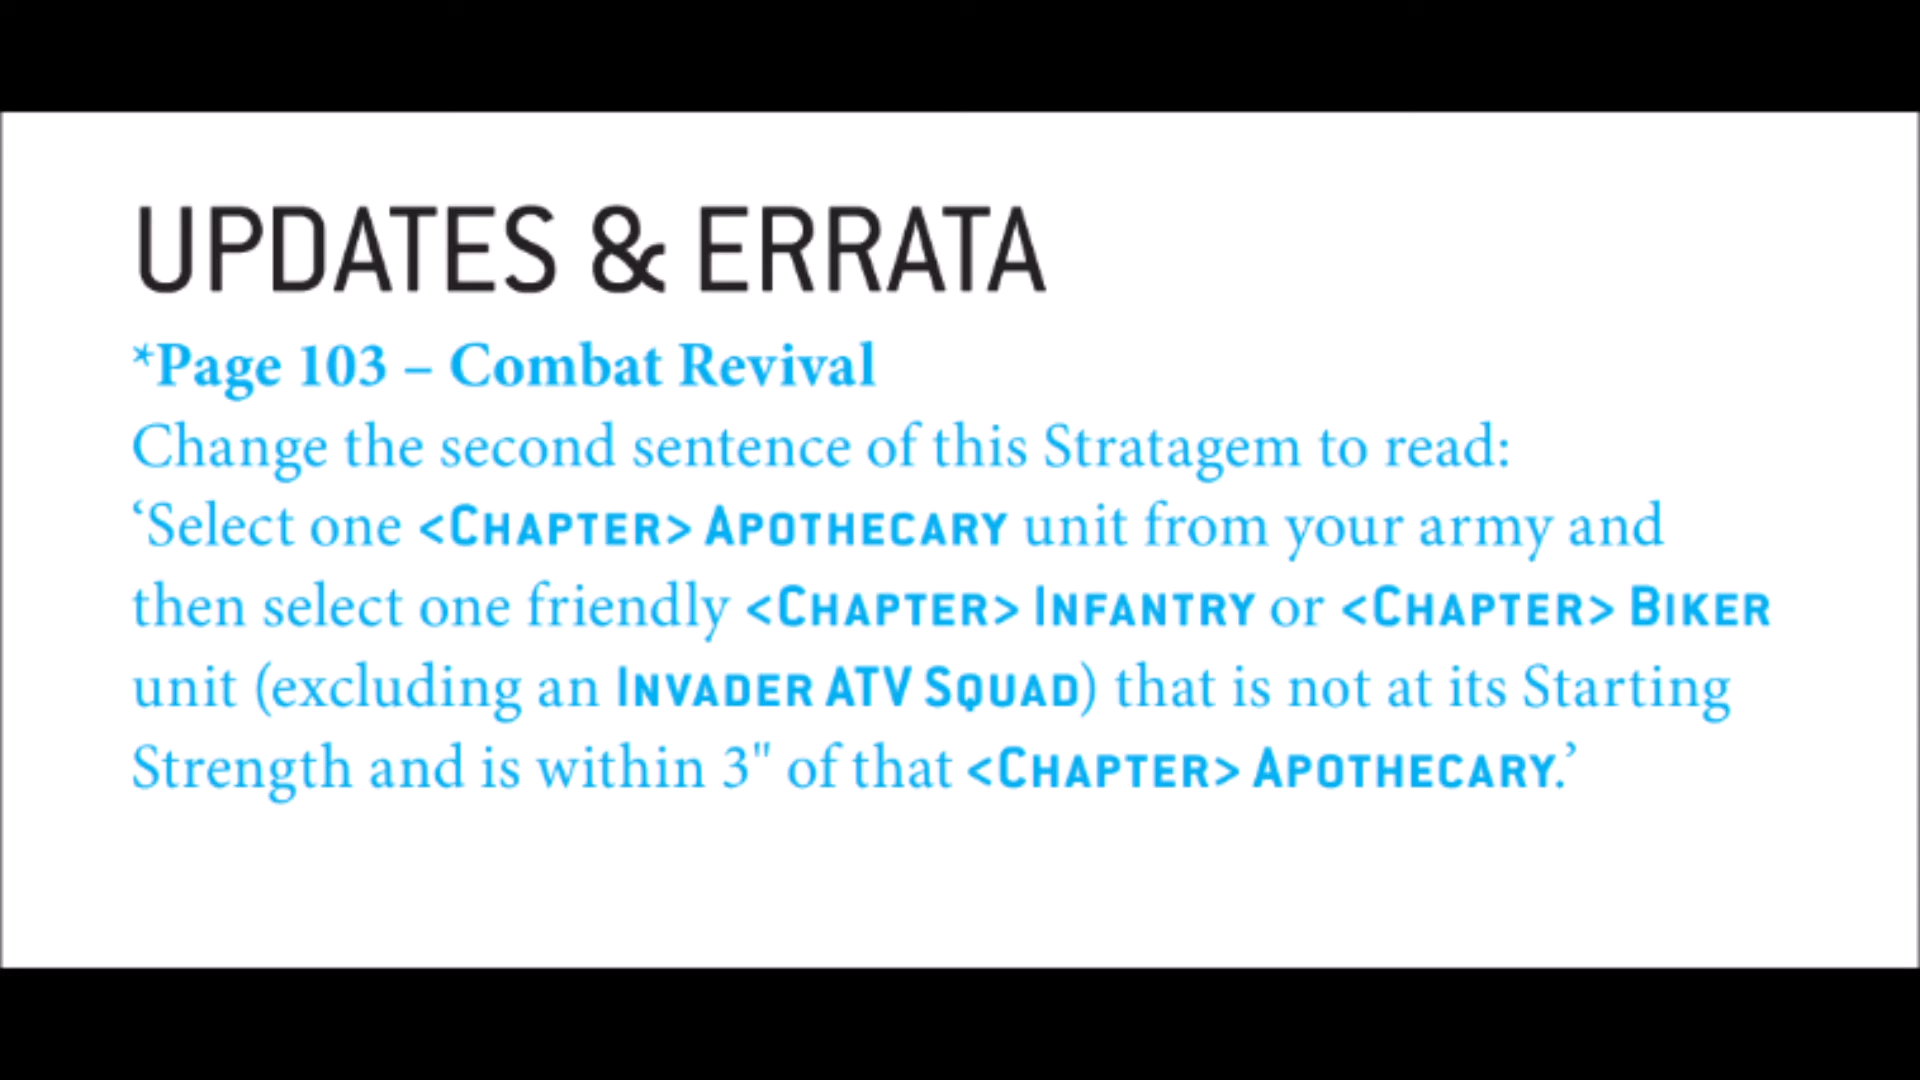 UPDATES & ERRATA
*Page 103 – Combat Revival
Change the second sentence of this Stratagem to read:
‘Select one <CHAPTER> APOTHECARY unit from your army and
then select one friendly <CHAPTER> INFANTRY or <CHAPTER> BIKER
unit (excluding an INVADER ATV SQUAD) that is not at its Starting
Strength and is within 3" of that <CHAPTER> APOTHECARY.’